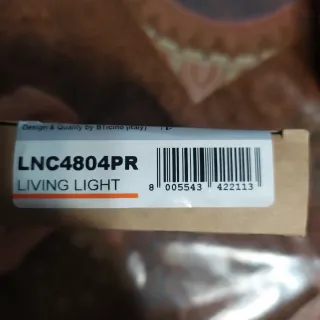 Design & Quality by BTicino (Italy)
LNC4804PR
LIVING LIGHT
8 005543 422113